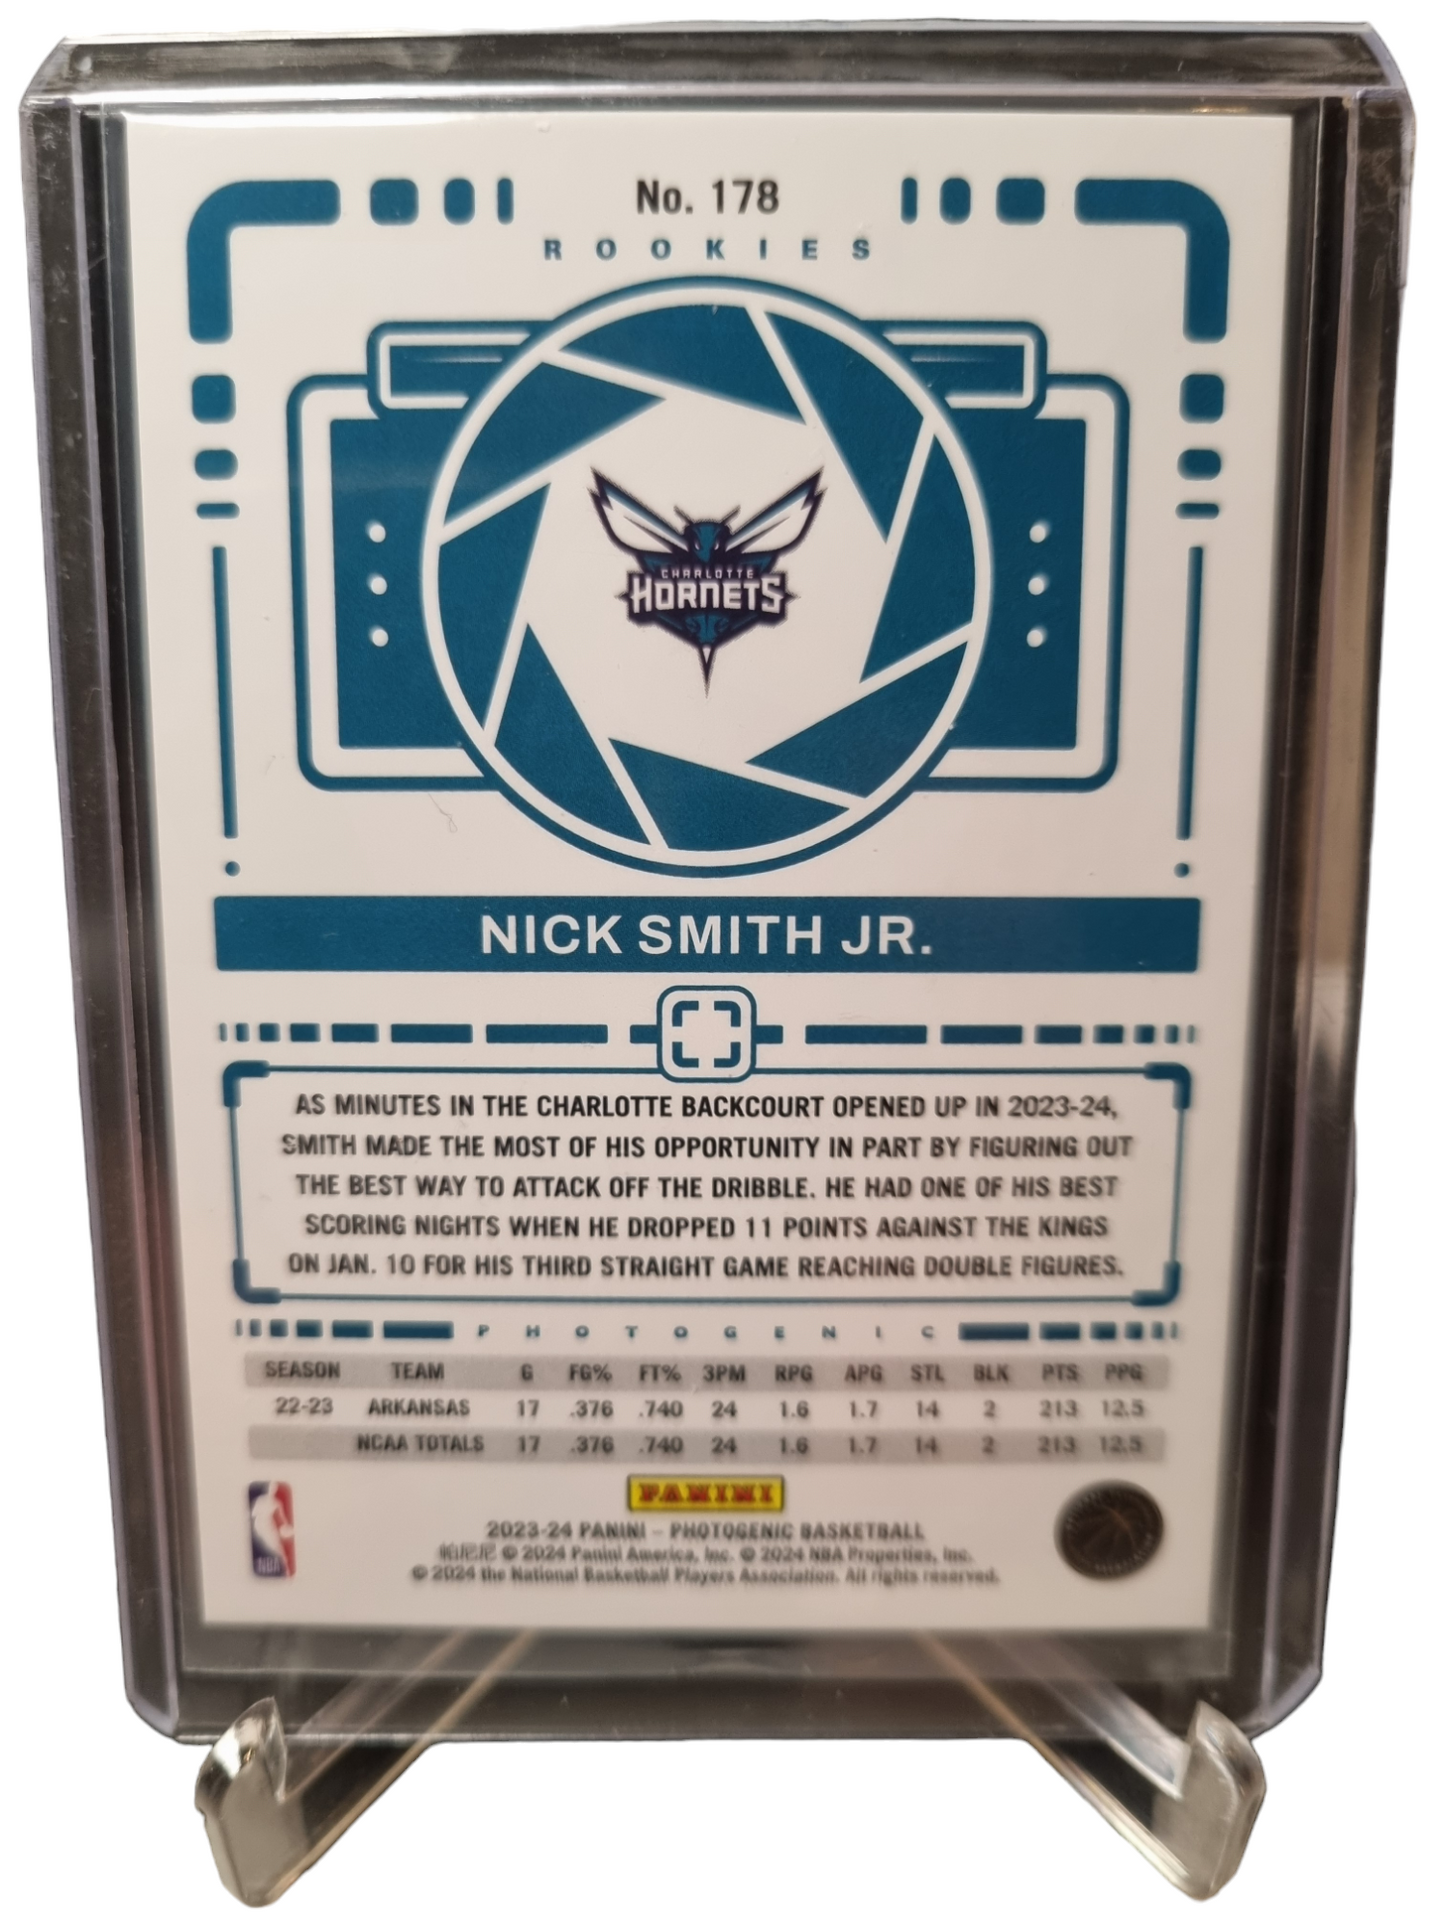 No. 178
ROOKIES
CHARLOTTE
HORNETS
NICK SMITH JR.
AS MINUTES IN THE CHARLOTTE BACKCOURT OPENED UP IN 2023-24,
SMITH MADE THE MOST OF HIS OPPORTUNITY IN PART BY FIGURING OUT
THE BEST WAY TO ATTACK OFF THE DRIBBLE. HE HAD ONE OF HIS BEST
SCORING NIGHTS WHEN HE DROPPED 11 POINTS AGAINST THE KINGS
ON JAN. 10 FOR HIS THIRD STRAIGHT GAME REACHING DOUBLE FIGURES.
PHOTOGENIC
SEASON TEAM G FG% FT% 3PM RPG APG STL BLK PTS PPG
22-23 ARKANSAS 17 .376 .740 24 1.6 1.7 14 2 213 12.5
NCAA TOTALS 17 .376 .740 24 1.6 1.7 14 2 213 12.5
NBA
PANINI
2023-24 PANINI – PHOTOGENIC BASKETBALL
帕尼尼 © 2024 Panini America, Inc. © 2024 NBA Properties, Inc.
© 2024 the National Basketball Players Association. All rights reserved.